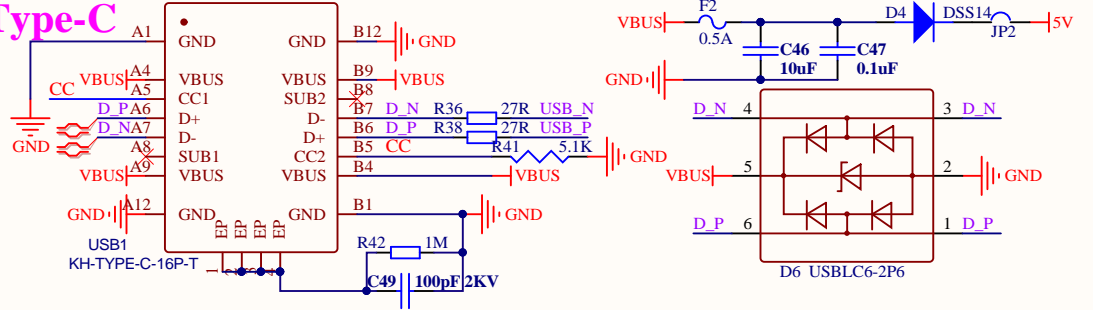 Type-C
A1 GND GND B12 GND
VBUS A4 VBUS VBUS B9 VBUS
CC A5 CC1 SUB2 B8
D_P A6 D+ D- B7 D_N R36 27R USB_N
D_N A7 D- D+ B6 D_P R38 27R USB_P
GND A8 SUB1 CC2 B5 CC R41 5.1K GND
VBUS A9 VBUS VBUS B4 VBUS
GND A12 GND GND B1 GND
EP EP EP EP
USB1
KH-TYPE-C-16P-T
1
R42 1M
C49 100pF 2KV
F2
VBUS 0.5A D4 DSS14 JP2 5V
C46 C47
10uF 0.1uF
GND
D_N 4 3 D_N
VBUS 5 2 GND
D_P 6 1 D_P
D6 USBLC6-2P6